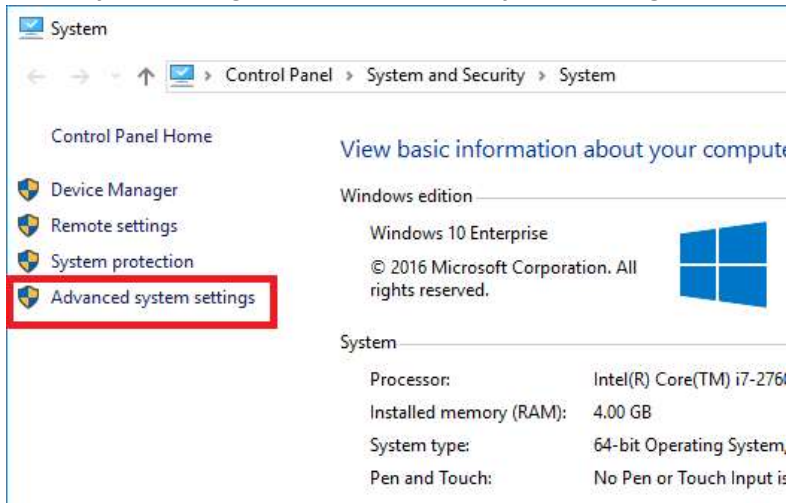 System
Control Panel > System and Security > System
Control Panel Home
Device Manager
Remote settings
System protection
Advanced system settings
View basic information about your compute
Windows edition
Windows 10 Enterprise
© 2016 Microsoft Corporation. All
rights reserved.
System
Processor: Intel(R) Core(TM) i7-276
Installed memory (RAM): 4.00 GB
System type: 64-bit Operating System,
Pen and Touch: No Pen or Touch Input is